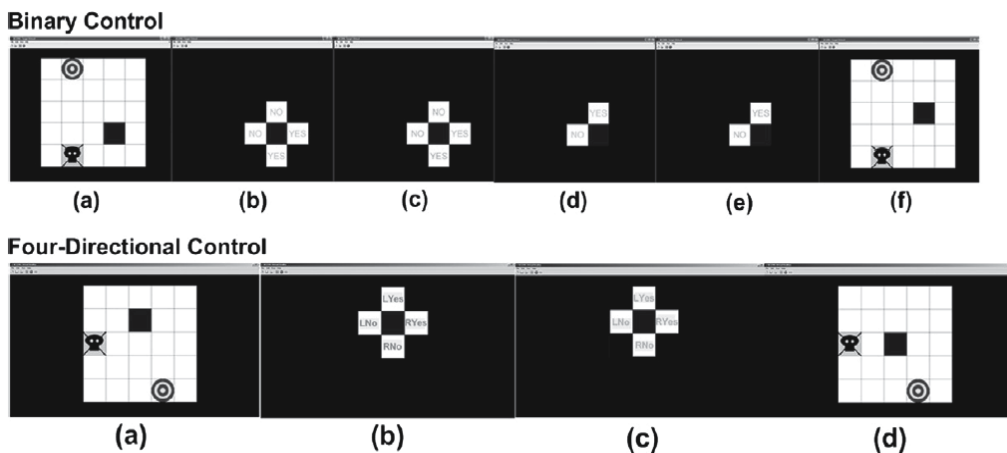 Binary Control
NO
NO YES
YES
NO
NO YES
YES
YES
NO
YES
NO
(a) (b) (c) (d) (e) (f)
Four-Directional Control
LYes
LNo RYes
RNo
LYes
LNo RYes
RNo
(a) (b) (c) (d)